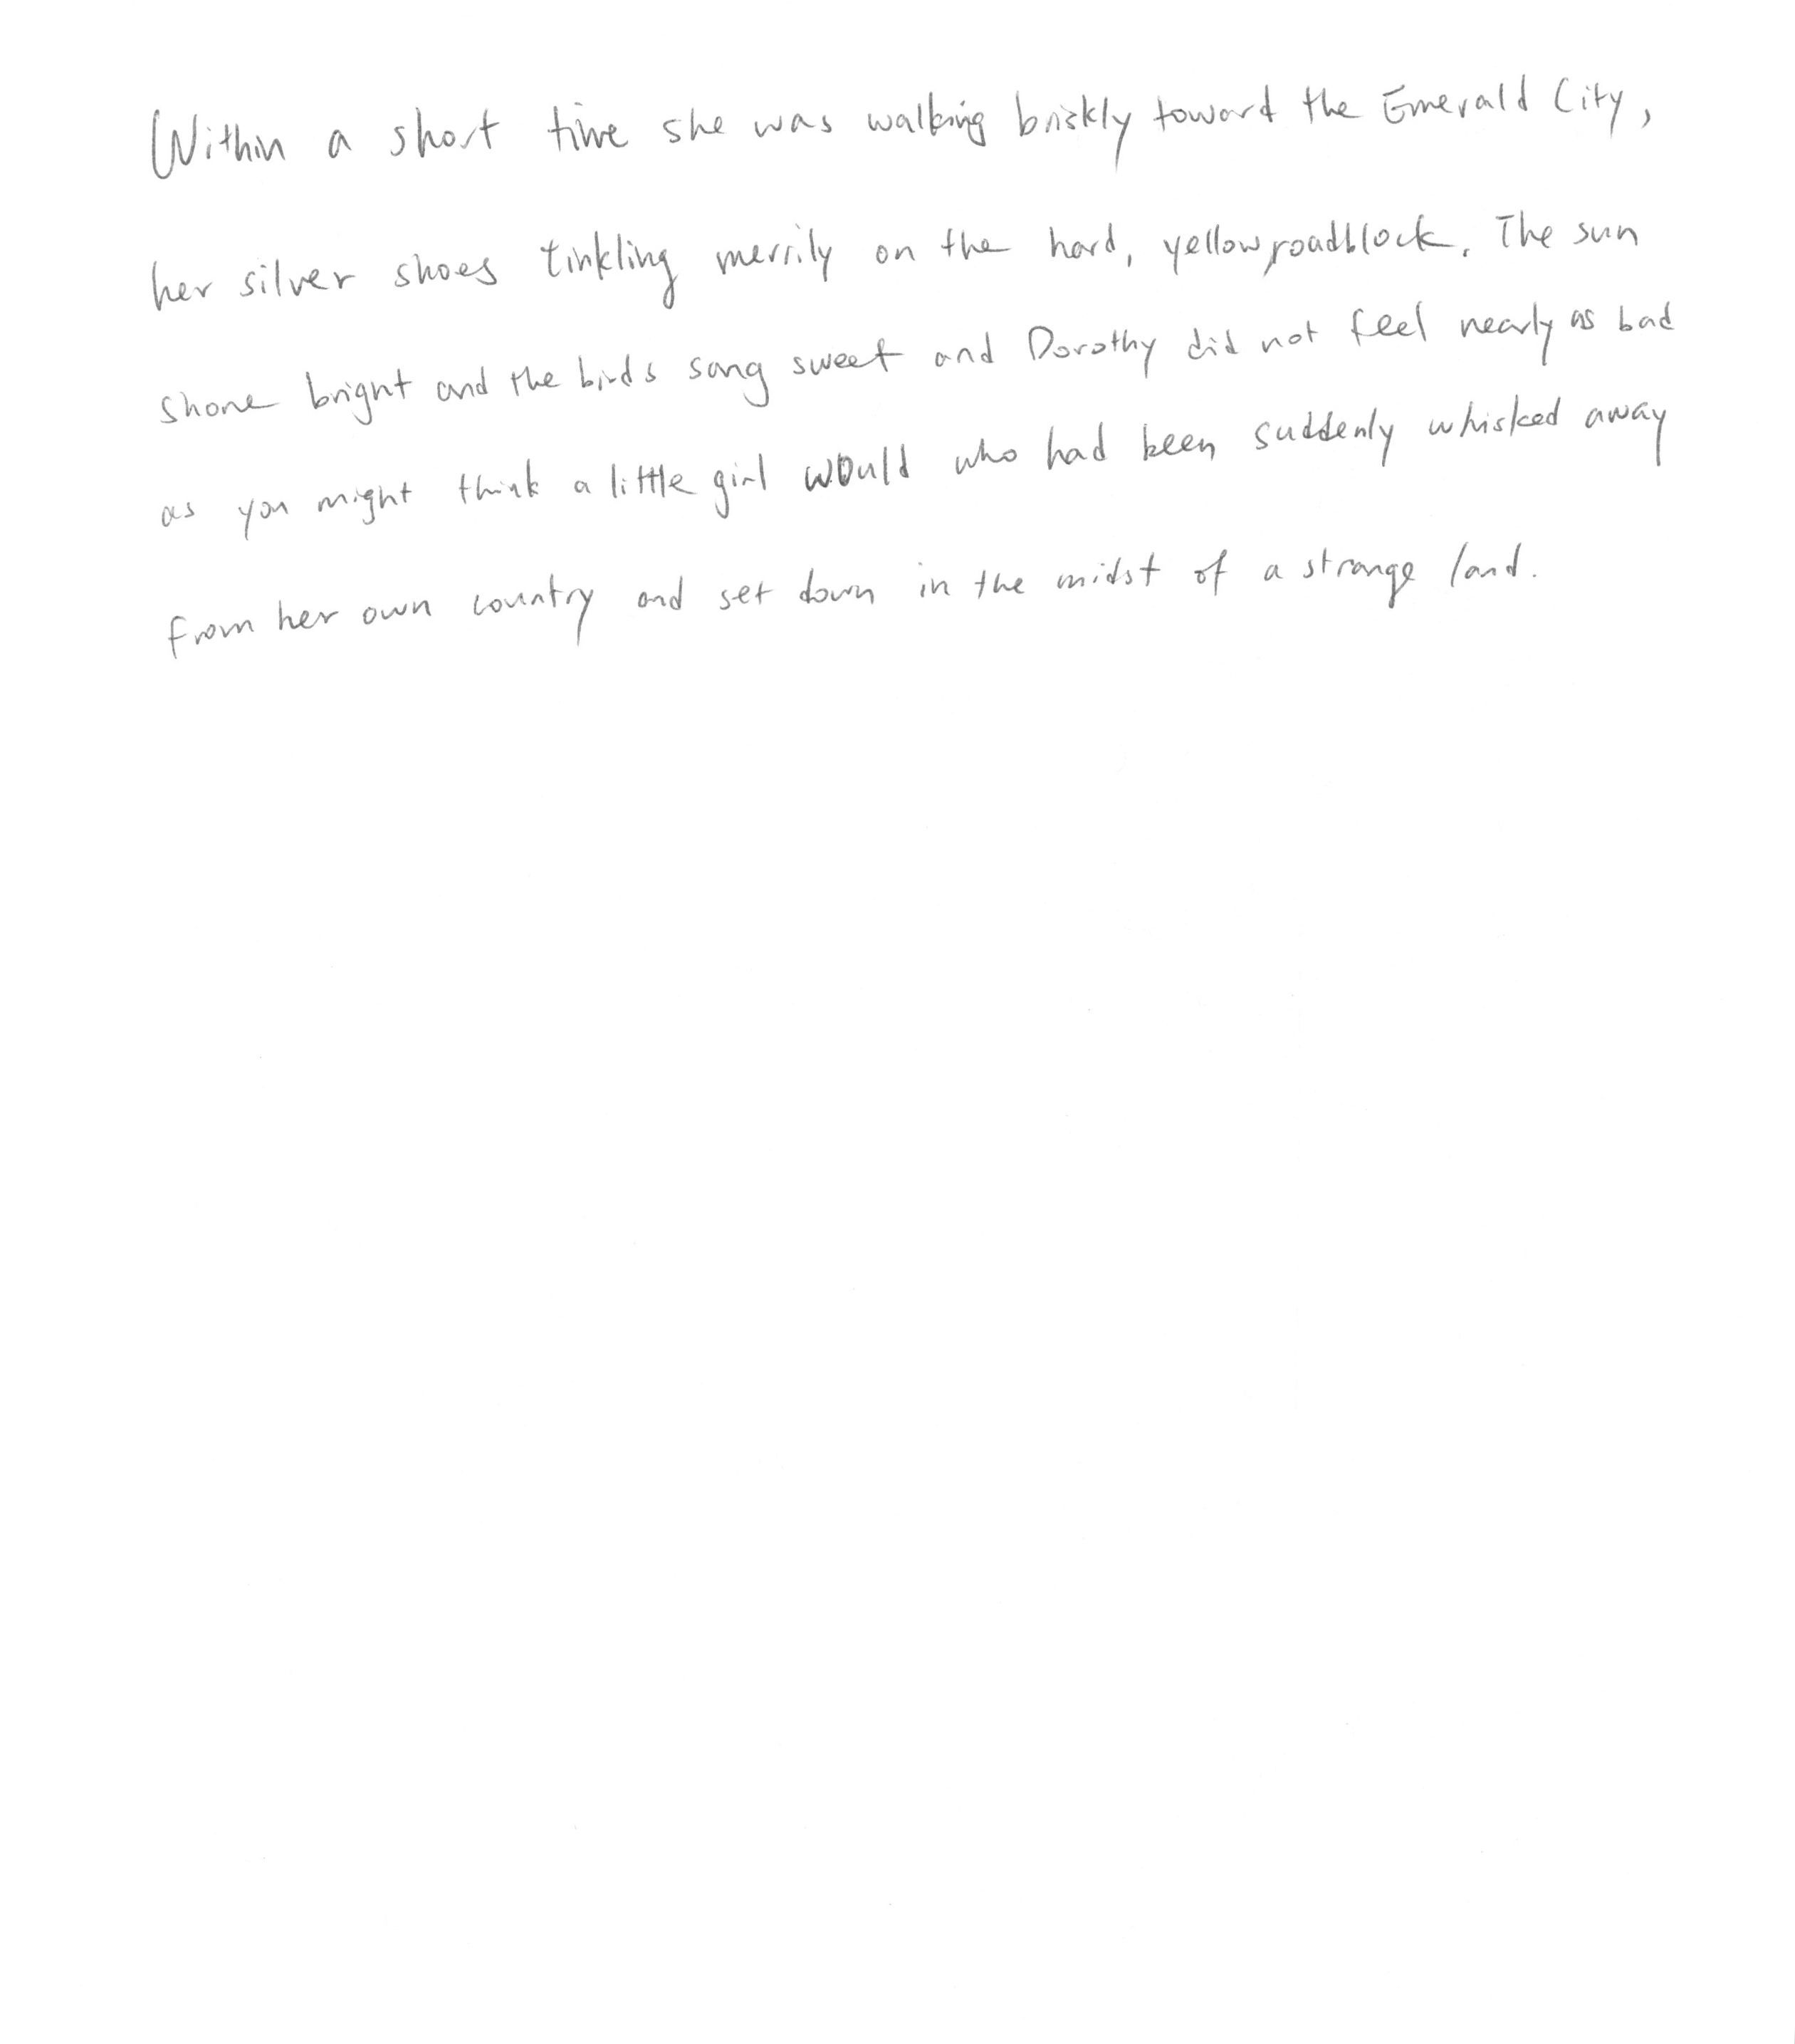 Within a short time she was walking briskly toward the Emerald City,
her silver shoes tinkling merrily on the hard, yellow roadblock. The sun
shone bright and the birds sang sweet and Dorothy did not feel nearly as bad
as you might think a little girl would who had been suddenly whisked away
from her own country and set down in the midst of a strange land.